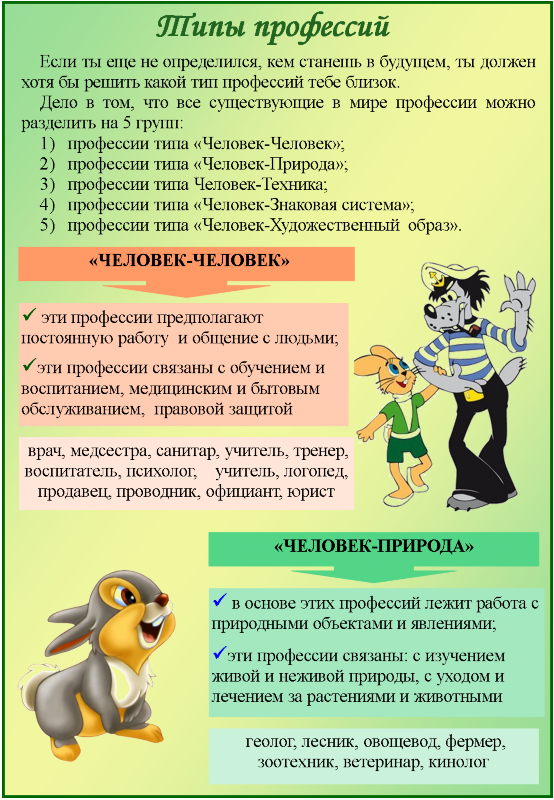 Типы профессий
Если ты еще не определился, кем станешь в будущем, ты должен
хотя бы решить какой тип профессий тебе близок.
Дело в том, что все существующие в мире профессии можно
разделить на 5 групп:
1) профессии типа «Человек-Человек»;
2) профессии типа «Человек-Природа»;
3) профессии типа Человек-Техника;
4) профессии типа «Человек-Знаковая система»;
5) профессии типа «Человек-Художественный образ».
«ЧЕЛОВЕК-ЧЕЛОВЕК»
✓ эти профессии предполагают
постоянную работу и общение с людьми;
✓эти профессии связаны с обучением и
воспитанием, медицинским и бытовым
обслуживанием, правовой защитой
врач, медсестра, санитар, учитель, тренер,
воспитатель, психолог, учитель, логопед,
продавец, проводник, официант, юрист
«ЧЕЛОВЕК-ПРИРОДА»
✓ в основе этих профессий лежит работа с
природными объектами и явлениями;
✓эти профессии связаны: с изучением
живой и неживой природы, с уходом и
лечением за растениями и животными
геолог, лесник, овощевод, фермер,
зоотехник, ветеринар, кинолог